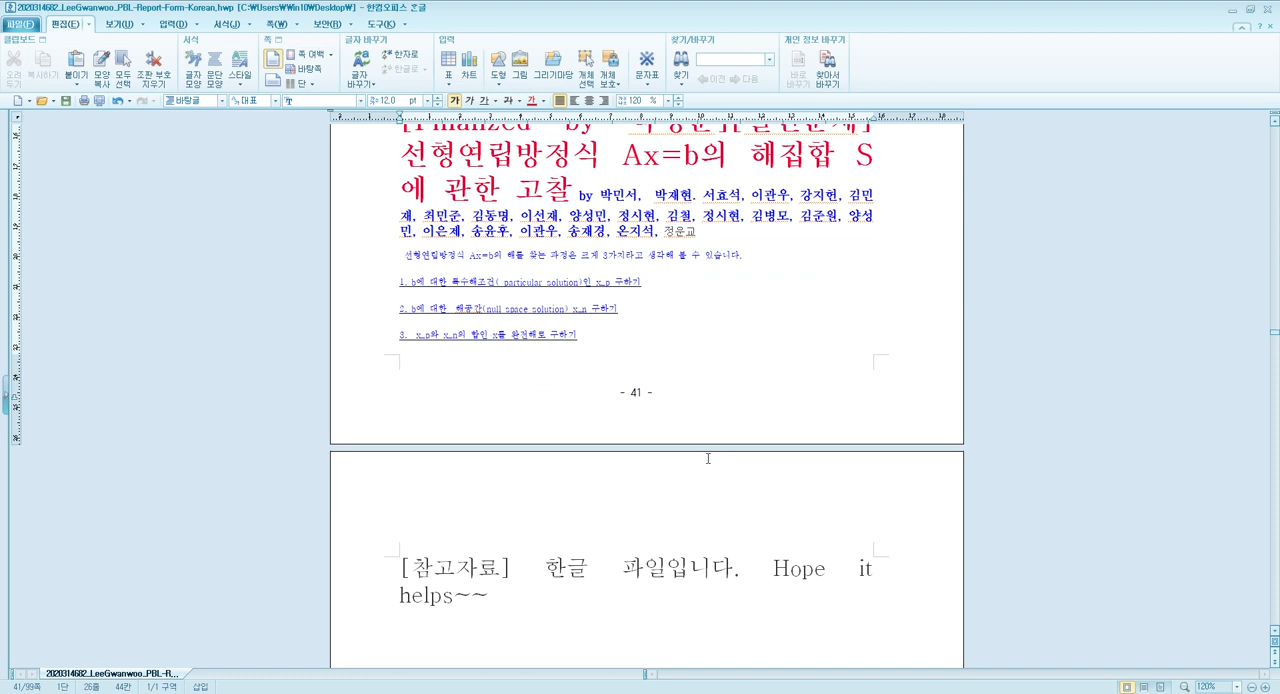 2020314682_LeeGwanwoo_PBL-Report-Form-Korean.hwp [C:\Users\Win10\Desktop\] - 한컴오피스 한글
파일(F) 편집(E) 보기(U) 입력(D) 서식(J) 쪽(W) 보안(R) 도구(K)
클립보드 서식 쪽 글자 바꾸기 입력 찾기/바꾸기 개인 정보 바꾸기
오려 두기 복사하기 붙이기 모양 복사 모두 선택 조판 부호 지우기 글자 모양 문단 모양 스타일 쪽 여백 바탕쪽 단 글자 바꾸기 한자로 한글로 표 차트 도형 그림 그리기마당 개체 선택 개체 보호 문자표 찾기 이전 다음 바로 바꾸기 찾아서 바꾸기
바탕글 대표 12.0 pt 가 가 가 가 가 120 %
선형연립방정식 Ax=b의 해집합 S
에 관한 고찰 by 박민서, 박재현. 서효석, 이관우, 강지헌, 김민
재, 최민준, 김동명, 이선재, 양성민, 정시현, 김철, 정시현, 김병모, 김준원, 양성
민, 이은제, 송윤후, 이관우, 송재경, 온지석, 정운교
선형연립방정식 Ax=b의 해를 찾는 과정은 크게 3가지라고 생각해 볼 수 있습니다.
1. b에 대한 특수해조건( particular solution)인 x_p 구하기
2. b에 대한 해공간(null space solution) x_n 구하기
3. x_p와 x_n의 합인 x를 완전해로 구하기
- 41 -
[참고자료] 한글 파일입니다. Hope it
helps~~
2020314682_LeeGwanwoo_PBL-R...
41/99쪽 1단 26줄 44칸 1/1 구역 삽입 120%